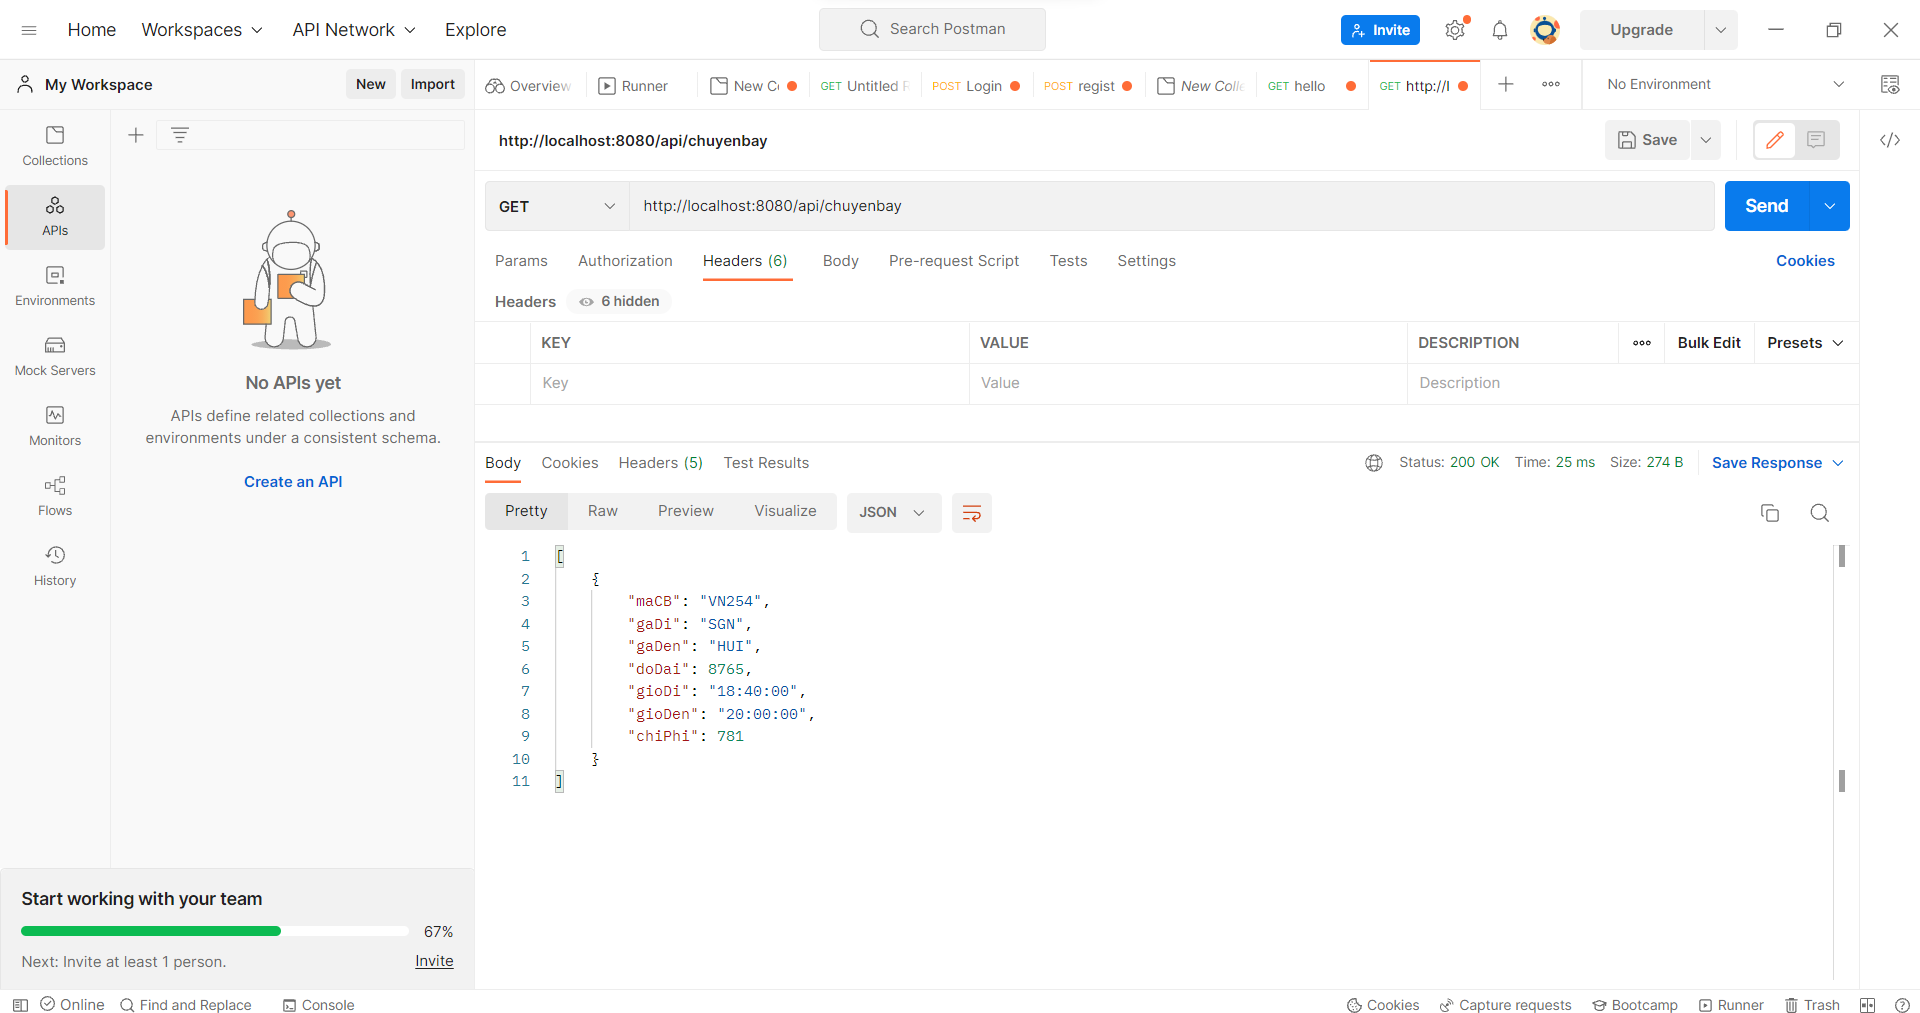 Home Workspaces API Network Explore Search Postman Invite Upgrade
My Workspace New Import
Overview Runner New GET Untitled POST Login POST regist New GET hello GET http://l No Environment
http://localhost:8080/api/chuyenbay Save
GET http://localhost:8080/api/chuyenbay Send
Params Authorization Headers (6) Body Pre-request Script Tests Settings Cookies
Headers 6 hidden
KEY VALUE DESCRIPTION Bulk Edit Presets
Key Value Description
Collections
APIs
Environments
Mock Servers
Monitors
Flows
History
No APIs yet
APIs define related collections and
environments under a consistent schema.
Create an API
Body Cookies Headers (5) Test Results Status: 200 OK Time: 25 ms Size: 274 B Save Response
Pretty Raw Preview Visualize JSON
1 [
2 {
3 "maCB": "VN254",
4 "gaDi": "SGN",
5 "gaDen": "HUI",
6 "doDai": 8765,
7 "gioDi": "18:40:00",
8 "gioDen": "20:00:00",
9 "chiPhi": 781
10 }
11 ]
Start working with your team
67%
Next: Invite at least 1 person. Invite
Online Find and Replace Console Cookies Capture requests Bootcamp Runner Trash